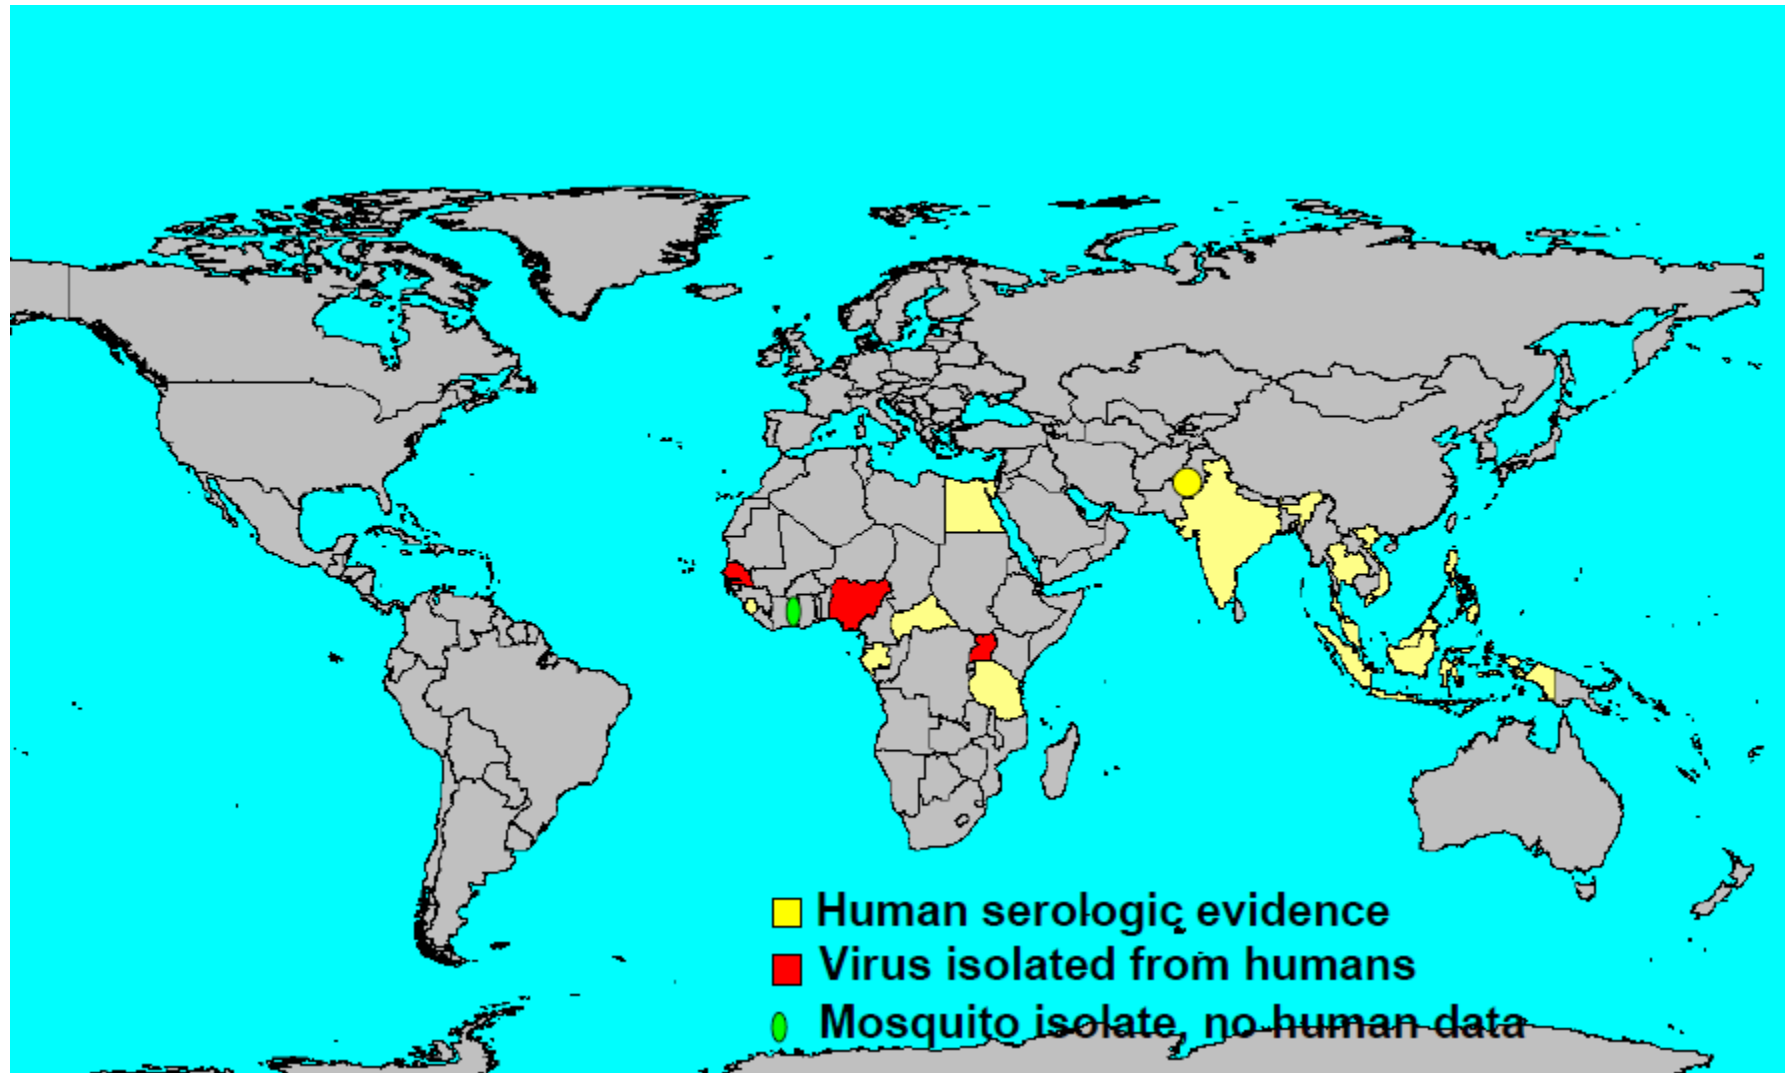 Human serologic evidence
Virus isolated from humans
Mosquito isolate, no human data